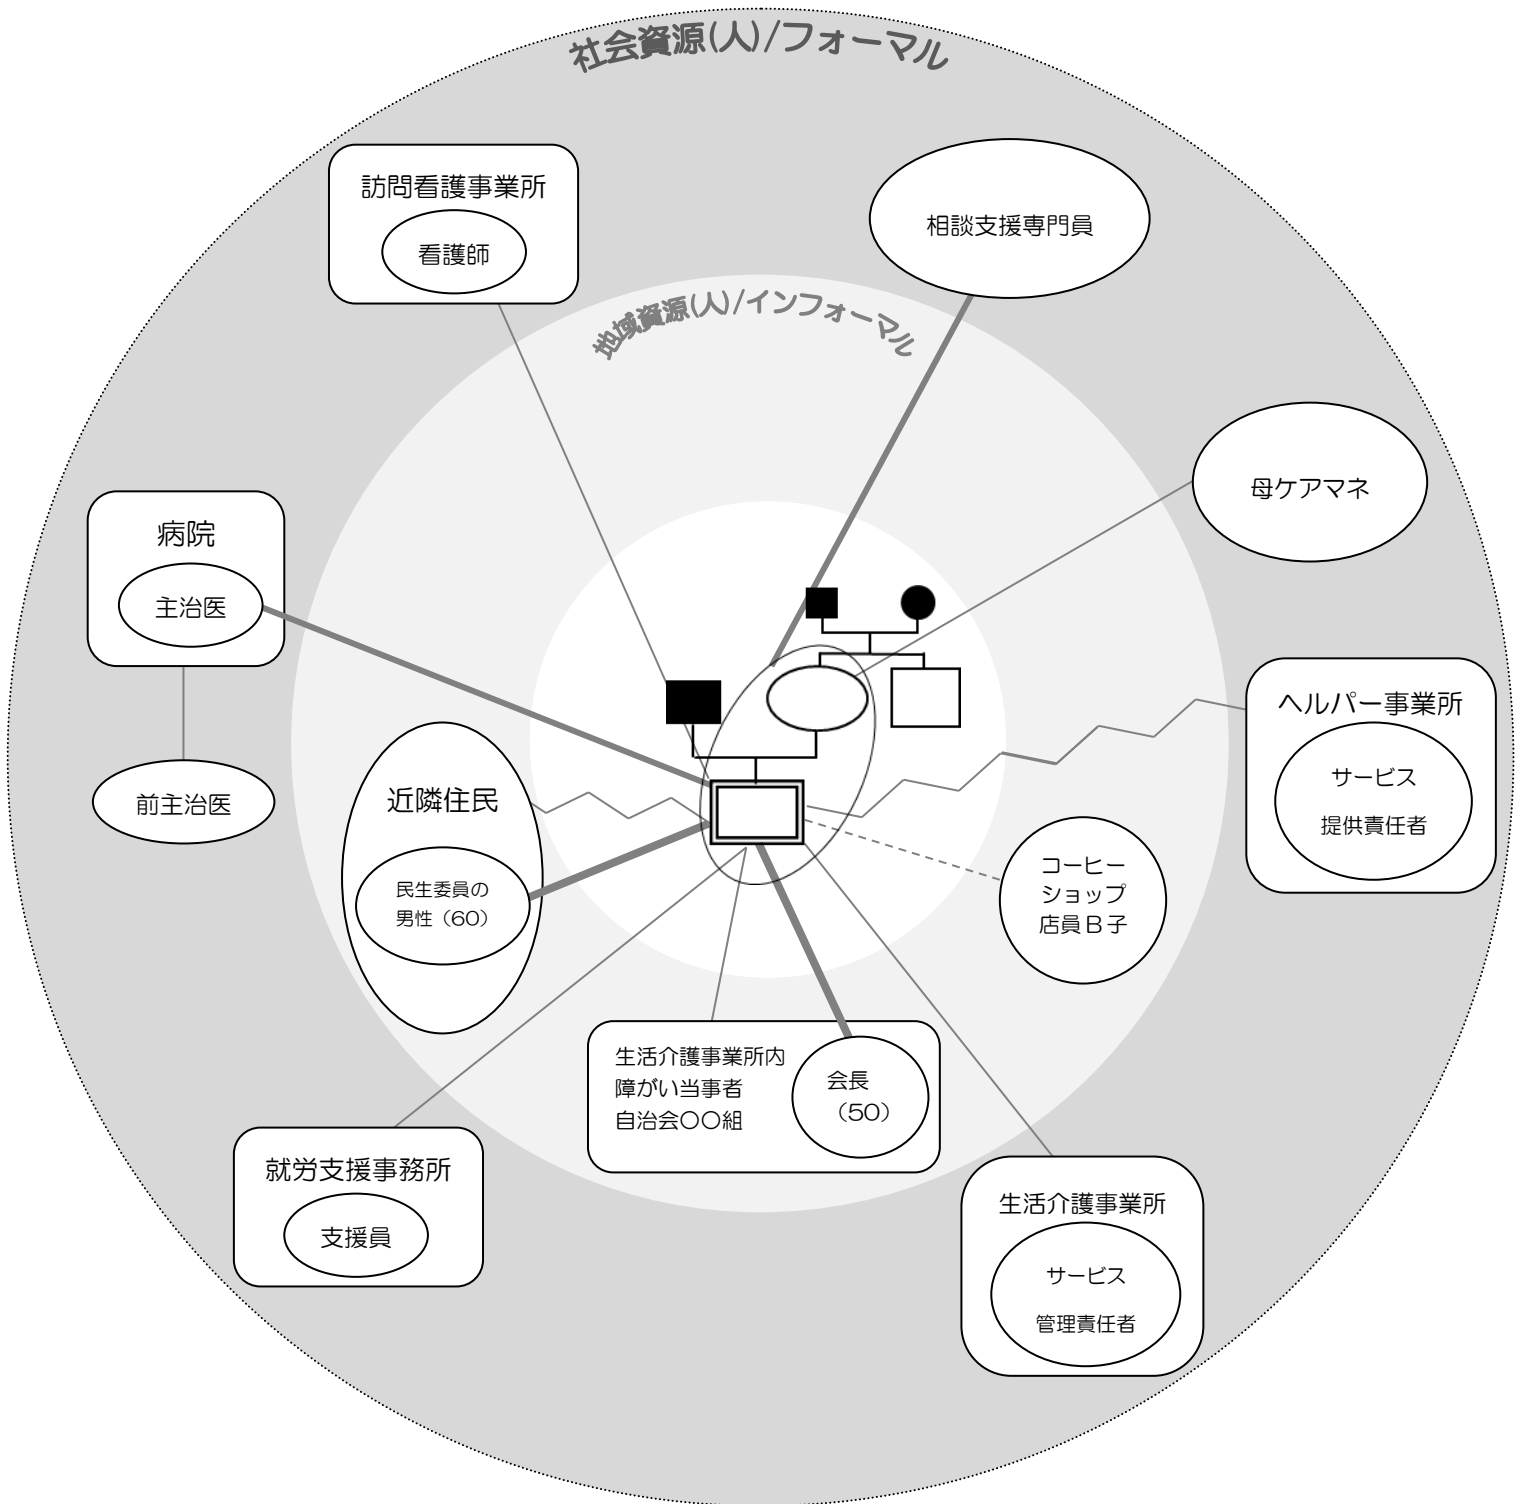 社会資源(人)/フォーマル
訪問看護事業所
看護師
相談支援専門員
地域資源(人)/インフォーマル
母ケアマネ
病院
主治医
前主治医
ヘルパー事業所
サービス
提供責任者
近隣住民
民生委員の
男性（60）
コーヒー
ショップ
店員B子
生活介護事業所内
障がい当事者
自治会〇〇組
会長
（50）
就労支援事務所
支援員
生活介護事業所
サービス
管理責任者